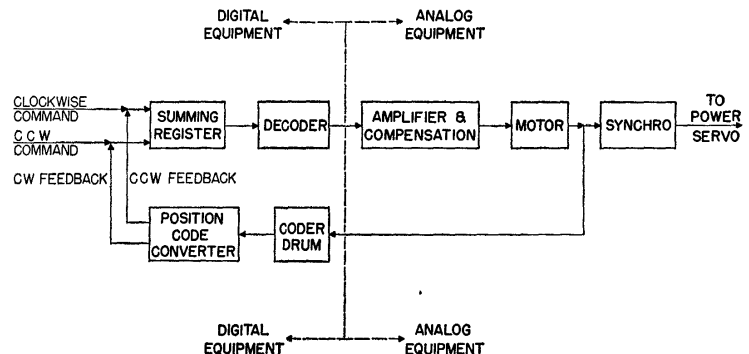 DIGITAL
EQUIPMENT
ANALOG
EQUIPMENT
CLOCKWISE
COMMAND
C C W
COMMAND
CW FEEDBACK
CCW FEEDBACK
SUMMING
REGISTER
DECODER
AMPLIFIER &
COMPENSATION
MOTOR
SYNCHRO
TO
POWER
SERVO
POSITION
CODE
CONVERTER
CODER
DRUM
DIGITAL
EQUIPMENT
ANALOG
EQUIPMENT